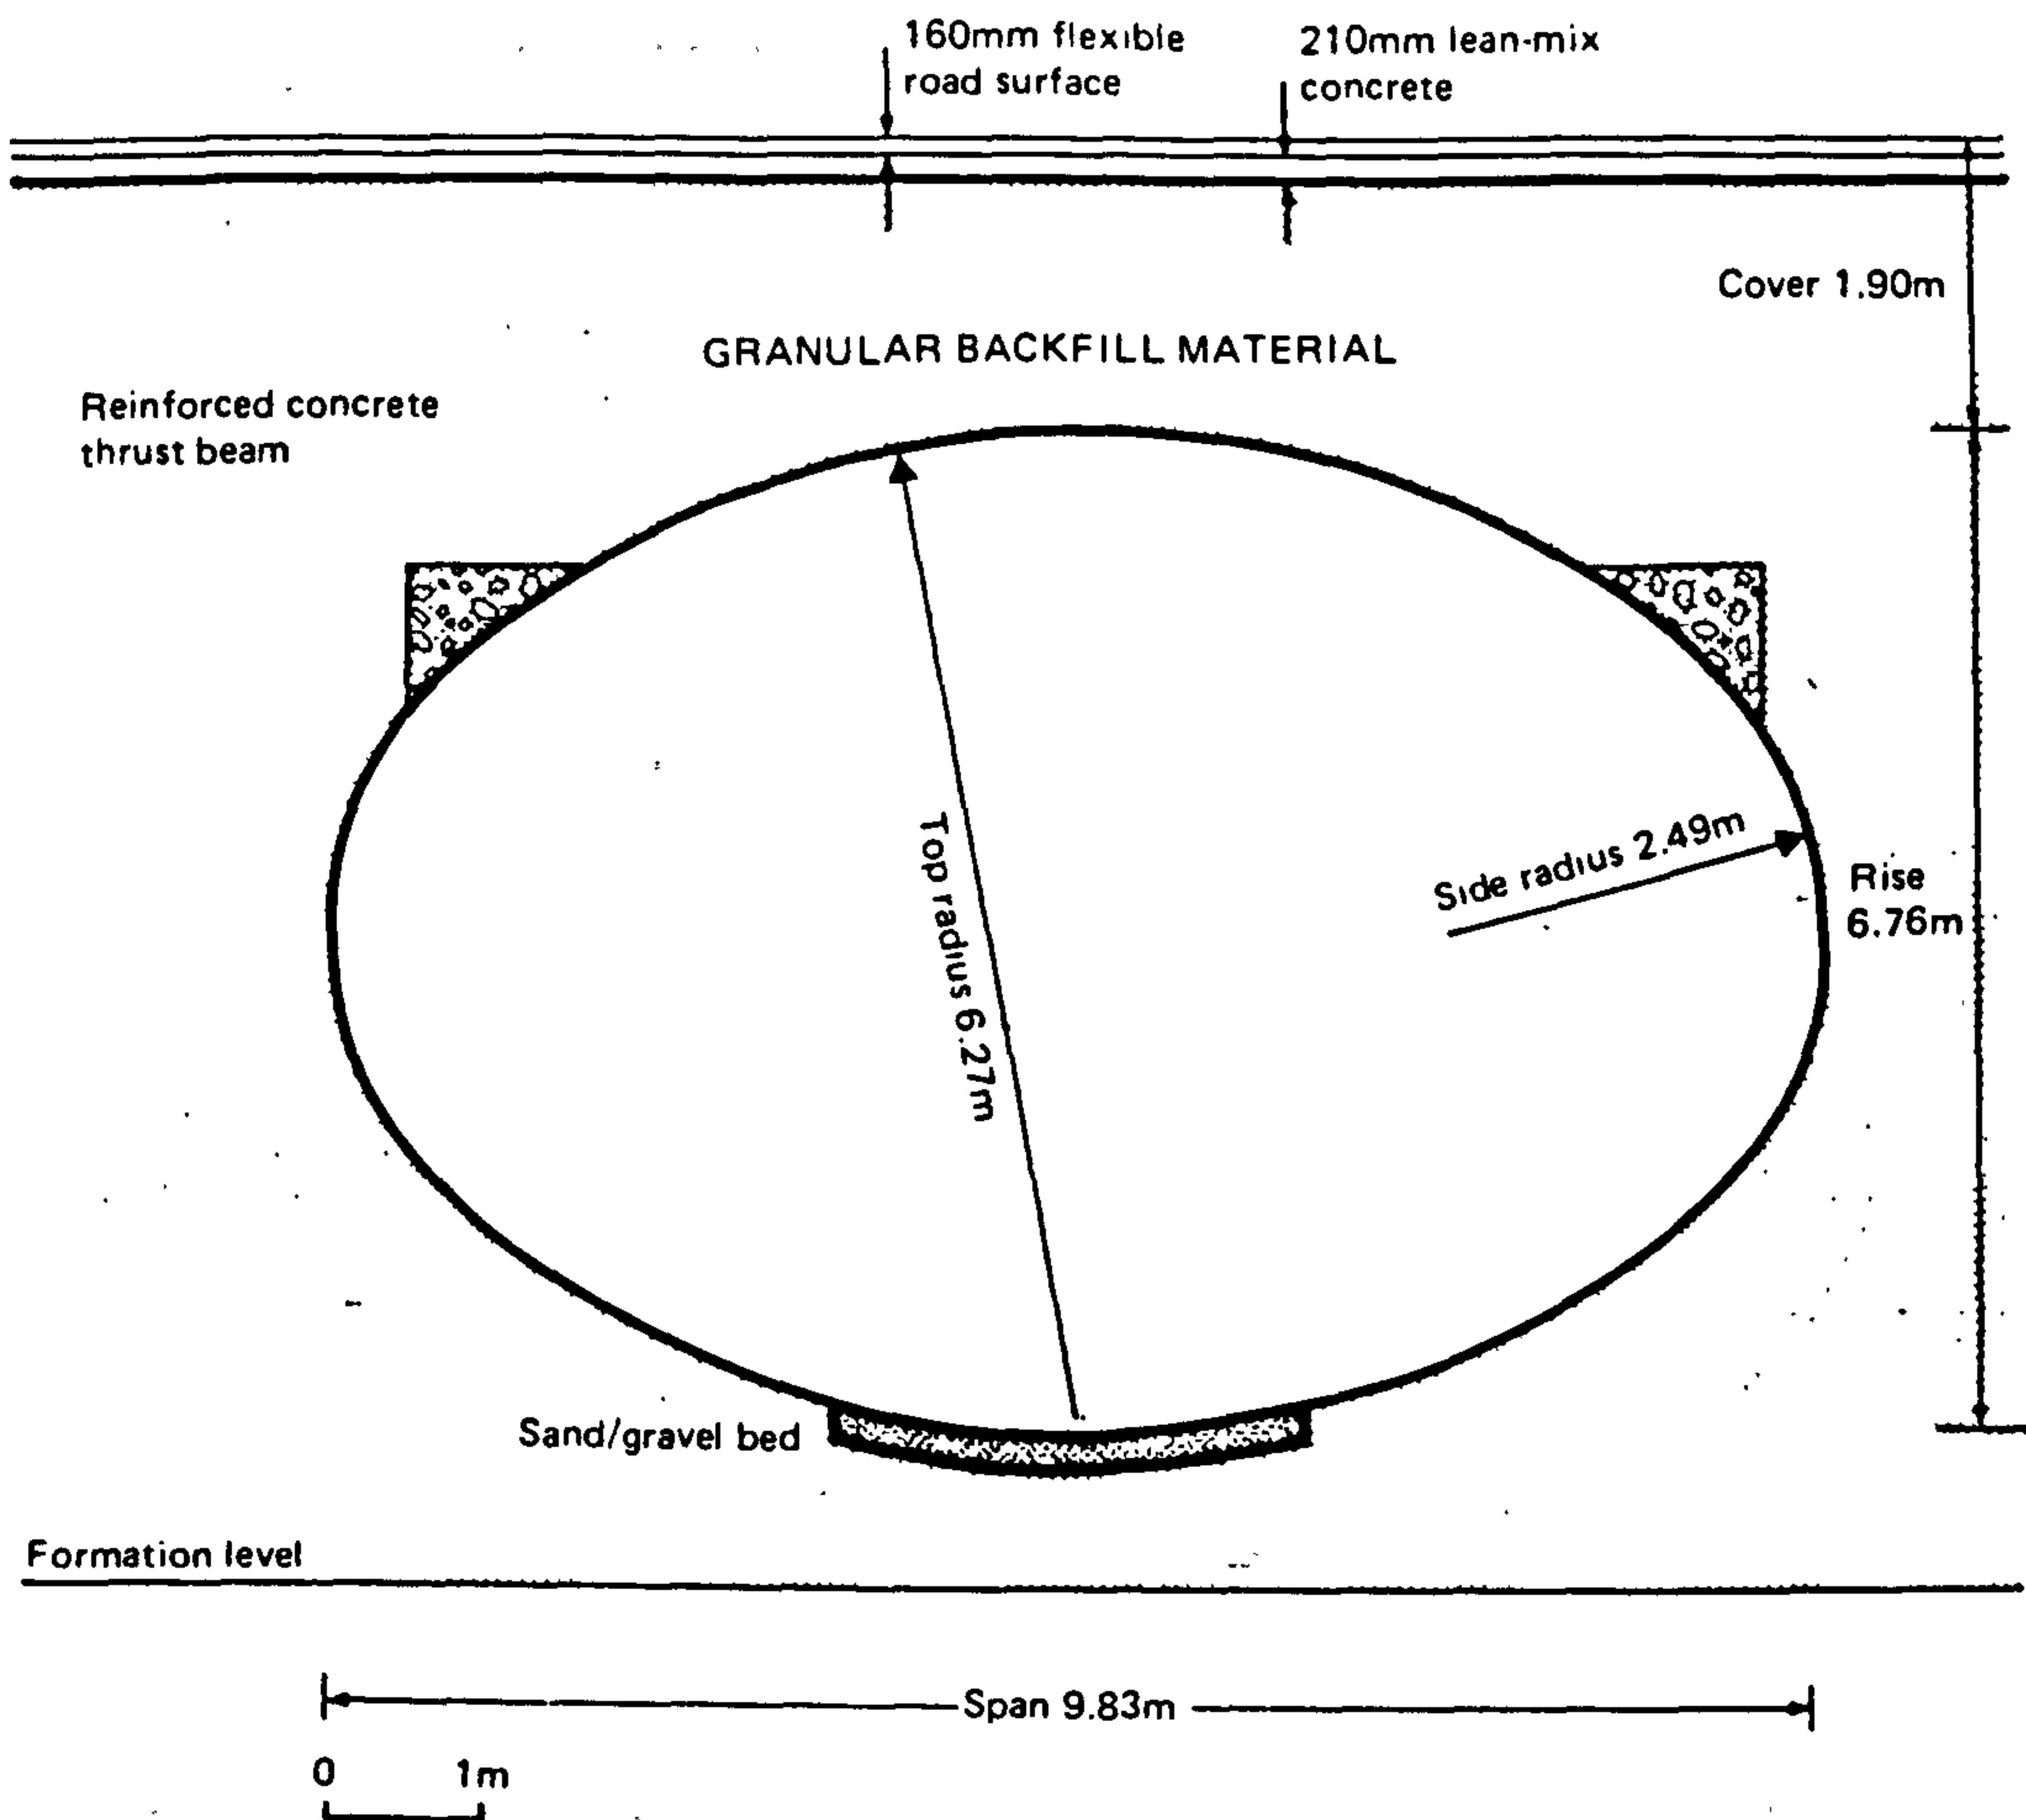 160mm flexible
road surface
210mm lean-mix
concrete
Cover 1.90m
GRANULAR BACKFILL MATERIAL
Reinforced concrete
thrust beam
Top radius 6.27m
Side radius 2.49m
Rise
6.76m
Sand/gravel bed
Formation level
Span 9.83m
0 1m